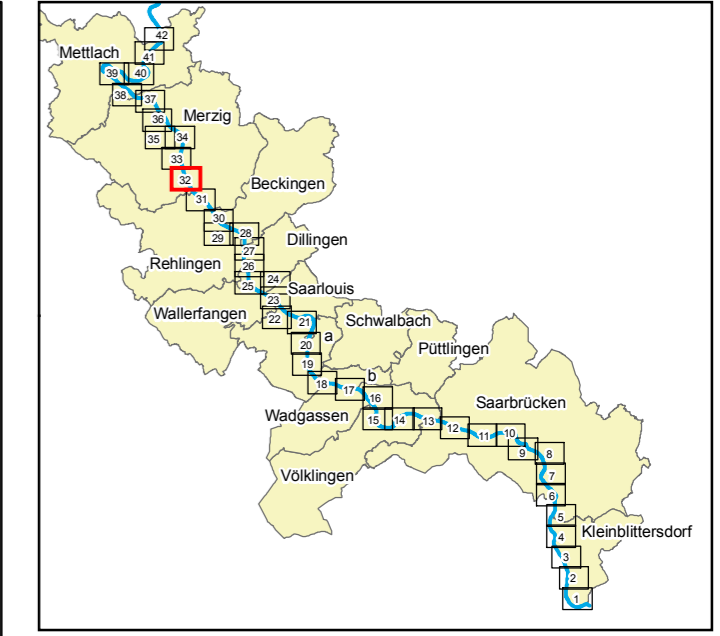 42
41
Mettlach
39
40
38
37
36
Merzig
35
34
33
32
Beckingen
31
30
29
28
Dillingen
27
Rehlingen
26
25
24
Saarlouis
23
Wallerfangen
22
21
Schwalbach
a
20
Püttlingen
19
b
18
17
16
Saarbrücken
Wadgassen
15
14
13
12
11
10
9
8
Völklingen
7
6
5
Kleinblittersdorf
4
3
2
1